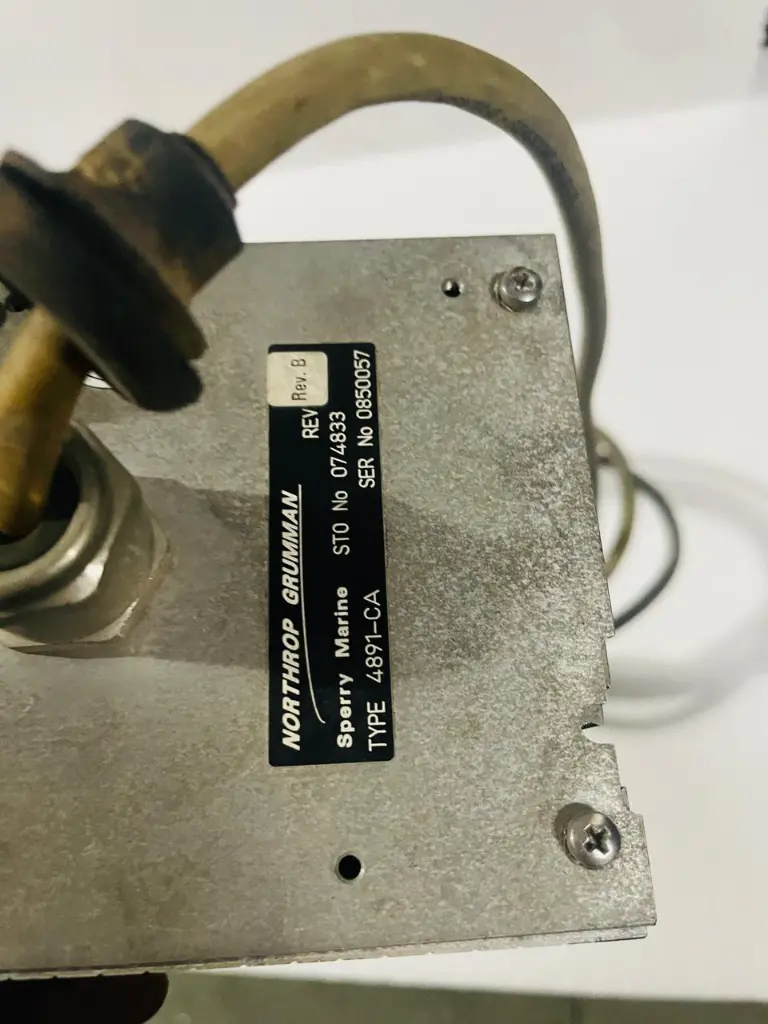 NORTHROP GRUMMAN REV Rev. B
Sperry Marine STO No 074833
TYPE 4891-CA SER No 0850057